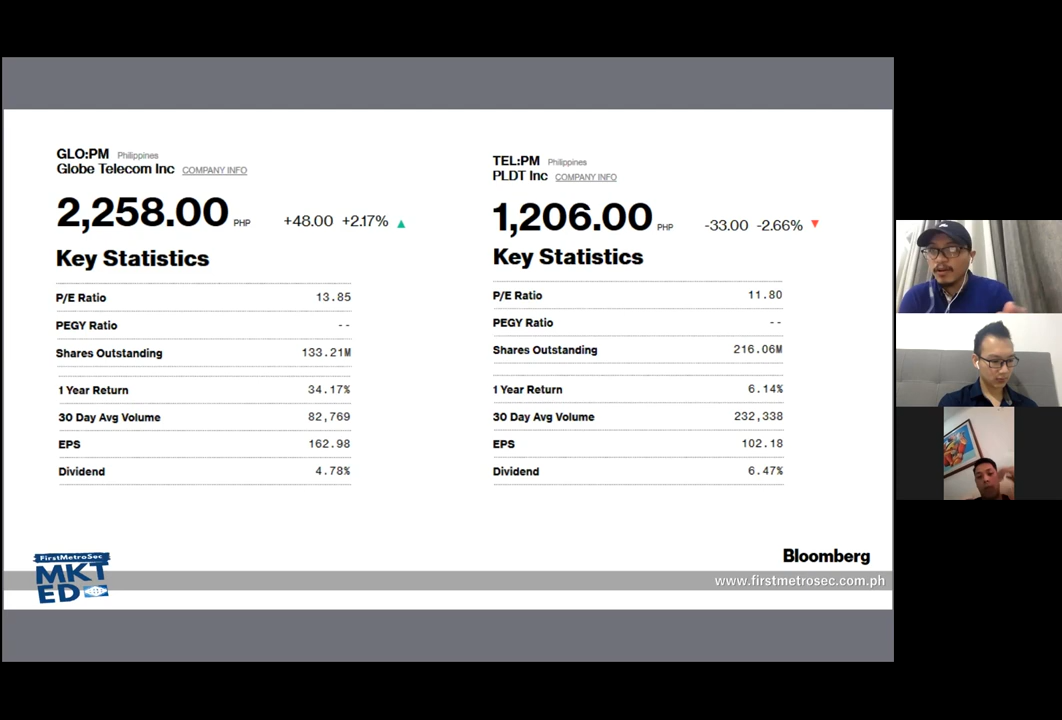 GLO:PM Philippines
Globe Telecom Inc COMPANY INFO
2,258.00 PHP +48.00 +2.17% ▲
Key Statistics
P/E Ratio 13.85
PEGY Ratio --
Shares Outstanding 133.21M
1 Year Return 34.17%
30 Day Avg Volume 82,769
EPS 162.98
Dividend 4.78%
TEL:PM Philippines
PLDT Inc COMPANY INFO
1,206.00 PHP -33.00 -2.66% ▼
Key Statistics
P/E Ratio 11.80
PEGY Ratio --
Shares Outstanding 216.06M
1 Year Return 6.14%
30 Day Avg Volume 232,338
EPS 102.18
Dividend 6.47%
FirstMetroSec
MKT
ED
Bloomberg
www.firstmetrosec.com.ph